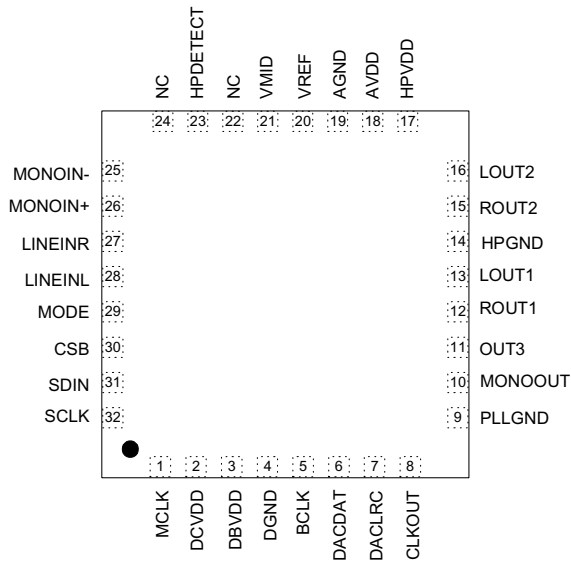 NC HPDETECT NC VMID VREF AGND AVDD HPVDD
24 23 22 21 20 19 18 17
MONOIN- 25 16 LOUT2
MONOIN+ 26 15 ROUT2
LINEINR 27 14 HPGND
LINEINL 28 13 LOUT1
MODE 29 12 ROUT1
CSB 30 11 OUT3
SDIN 31 10 MONOOUT
SCLK 32 9 PLLGND
1 2 3 4 5 6 7 8
MCLK DCVDD DBVDD DGND BCLK DACDAT DACLRC CLKOUT